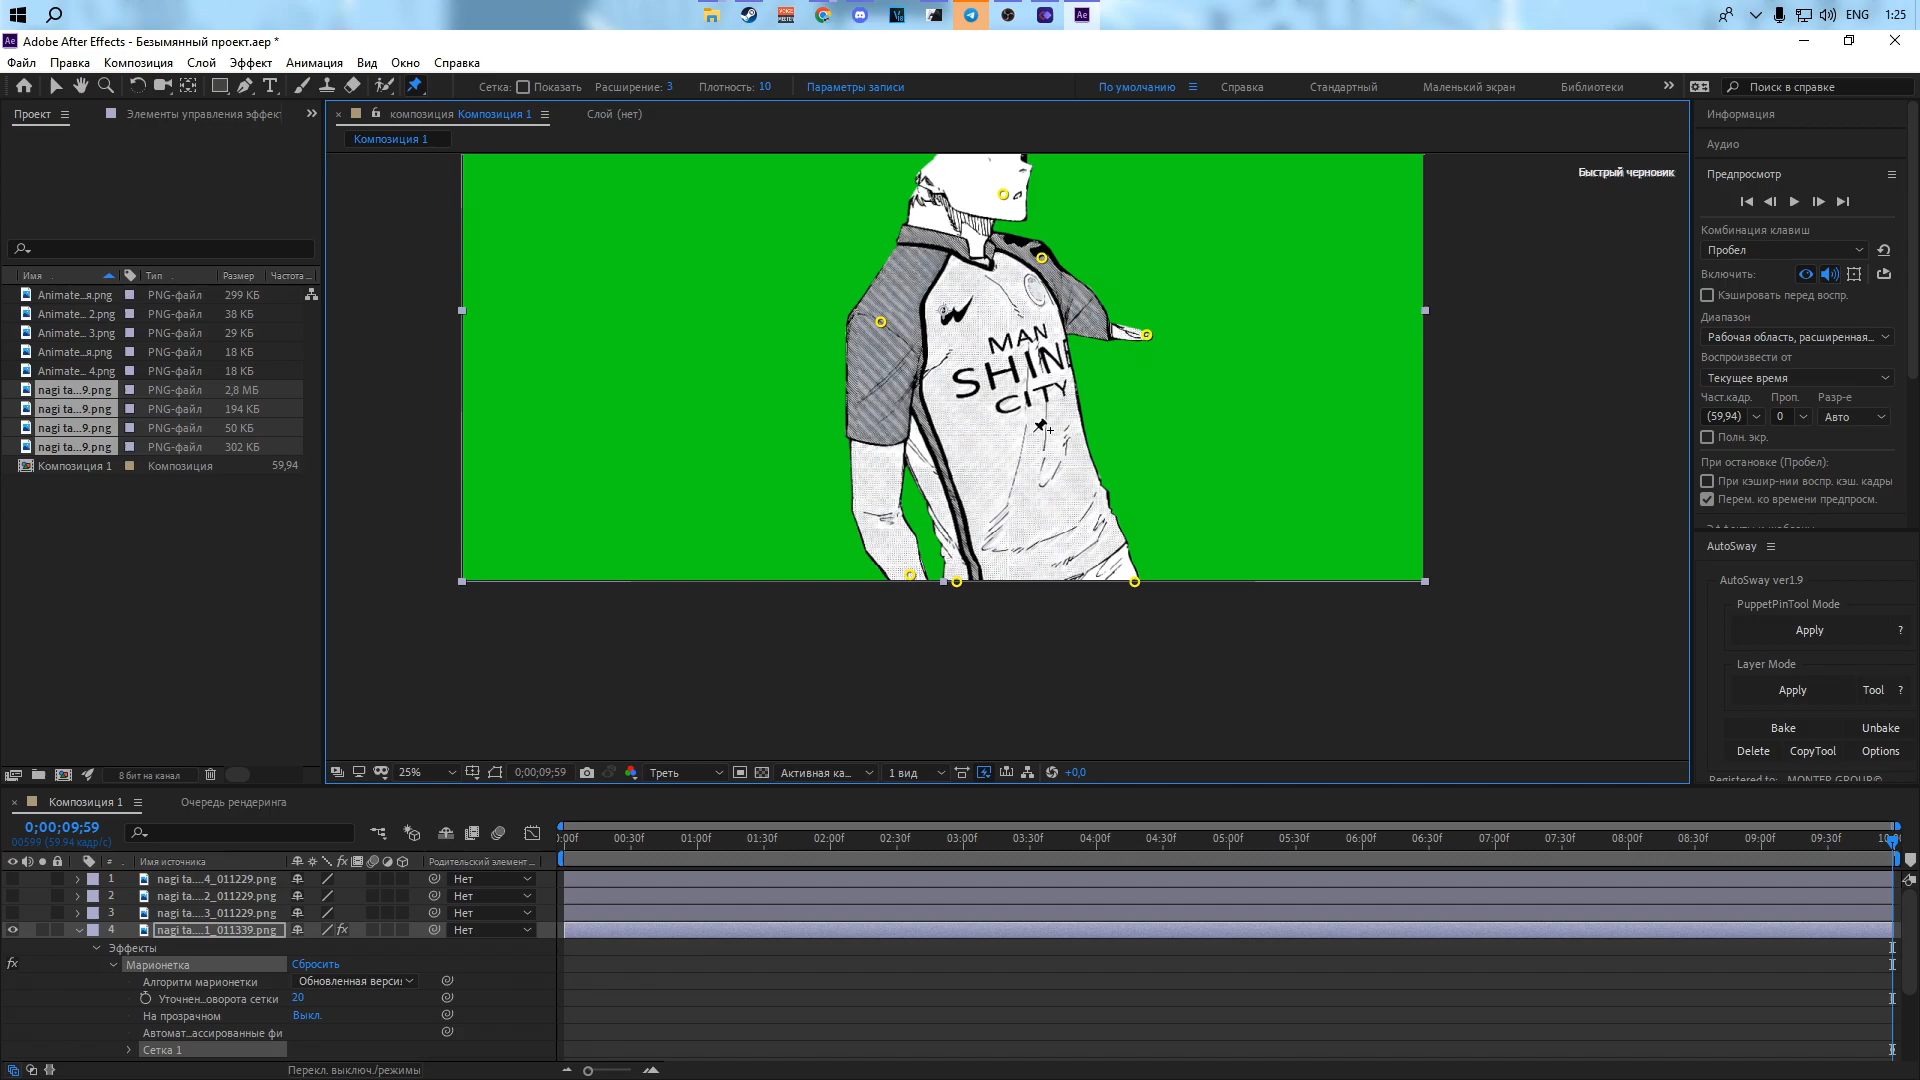 ENG
1:25
Adobe After Effects - Безымянный проект.aep *
Файл Правка Композиция Слой Эффект Анимация Вид Окно Справка
Сетка: Показать Расширение: 3 Плотность: 10 Параметры записи По умолчанию Справка Стандартный Маленький экран Библиотеки Поиск в справке
Проект
Элементы управления эффект
композиция Композиция 1
Слой (нет)
Композиция 1
Имя Тип Размер Частота ...
Animate...я.png PNG-файл 299 КБ
Animate... 2.png PNG-файл 38 КБ
Animate... 3.png PNG-файл 29 КБ
Animate...я.png PNG-файл 18 КБ
Animate... 4.png PNG-файл 18 КБ
nagi ta...9.png PNG-файл 2,8 МБ
nagi ta...9.png PNG-файл 194 КБ
nagi ta...9.png PNG-файл 50 КБ
nagi ta...9.png PNG-файл 302 КБ
Композиция 1 Композиция 59,94
8 бит на канал
Быстрый черновик
MAN
SHIN
CITY
25% 0;00;09;59 Треть Активная ка... 1 вид +0,0
Информация
Аудио
Предпросмотр
Комбинация клавиш
Пробел
Включить:
Кэшировать перед воспр.
Диапазон
Рабочая область, расширенная...
Воспроизвести от
Текущее время
Част.кадр. Проп. Разр-е
(59,94) 0 Авто
Полн. экр.
При остановке (Пробел):
При кэшир-нии воспр. кэш. кадры
Перем. ко времени предпросм.
AutoSway
AutoSway ver1.9
PuppetPinTool Mode
Apply ?
Layer Mode
Apply Tool ?
Bake Unbake
Delete CopyTool Options
Registered to: MONTER GROUP©
Композиция 1
Очередь рендеринга
0;00;09;59
00599 (59.94 кадр/с)
:00f 00:30f 01:00f 01:30f 02:00f 02:30f 03:00f 03:30f 04:00f 04:30f 05:00f 05:30f 06:00f 06:30f 07:00f 07:30f 08:00f 08:30f 09:00f 09:30f 10:0
# Имя источника fx Родительский элемент ...
1 nagi ta....4_011229.png Нет
2 nagi ta....2_011229.png Нет
3 nagi ta....3_011229.png Нет
4 nagi ta....1_011339.png fx Нет
Эффекты
fx Марионетка Сбросить
Алгоритм марионетки Обновленная верси
Уточнен...оворота сетки 20
На прозрачном Выкл.
Автомат...ассированные фи
Сетка 1
Перекл. выключ./режимы